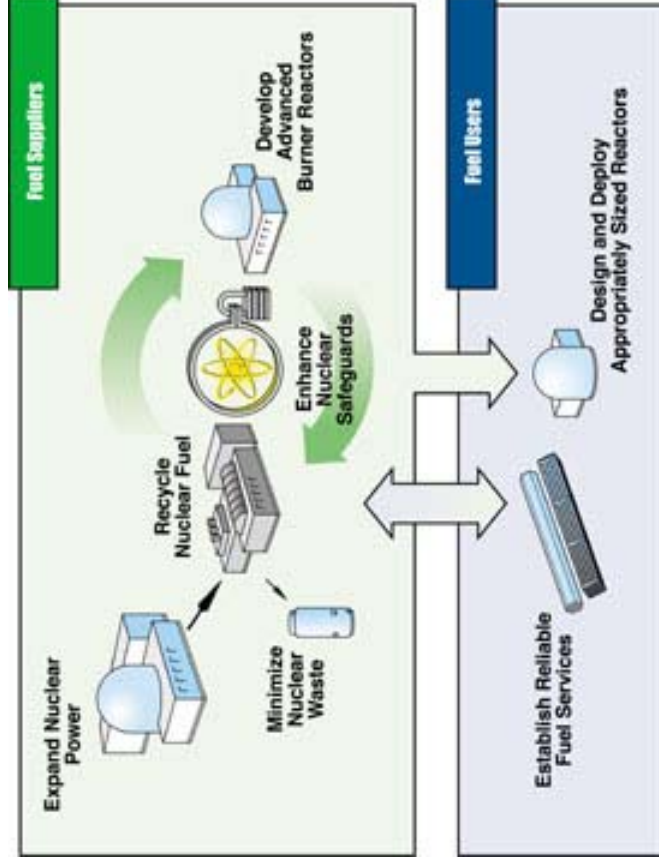 Fuel Suppliers
Expand Nuclear
Power
Recycle
Nuclear Fuel
Minimize
Nuclear
Waste
Enhance
Nuclear
Safeguards
Develop
Advanced
Burner Reactors
Fuel Users
Establish Reliable
Fuel Services
Design and Deploy
Appropriately Sized Reactors